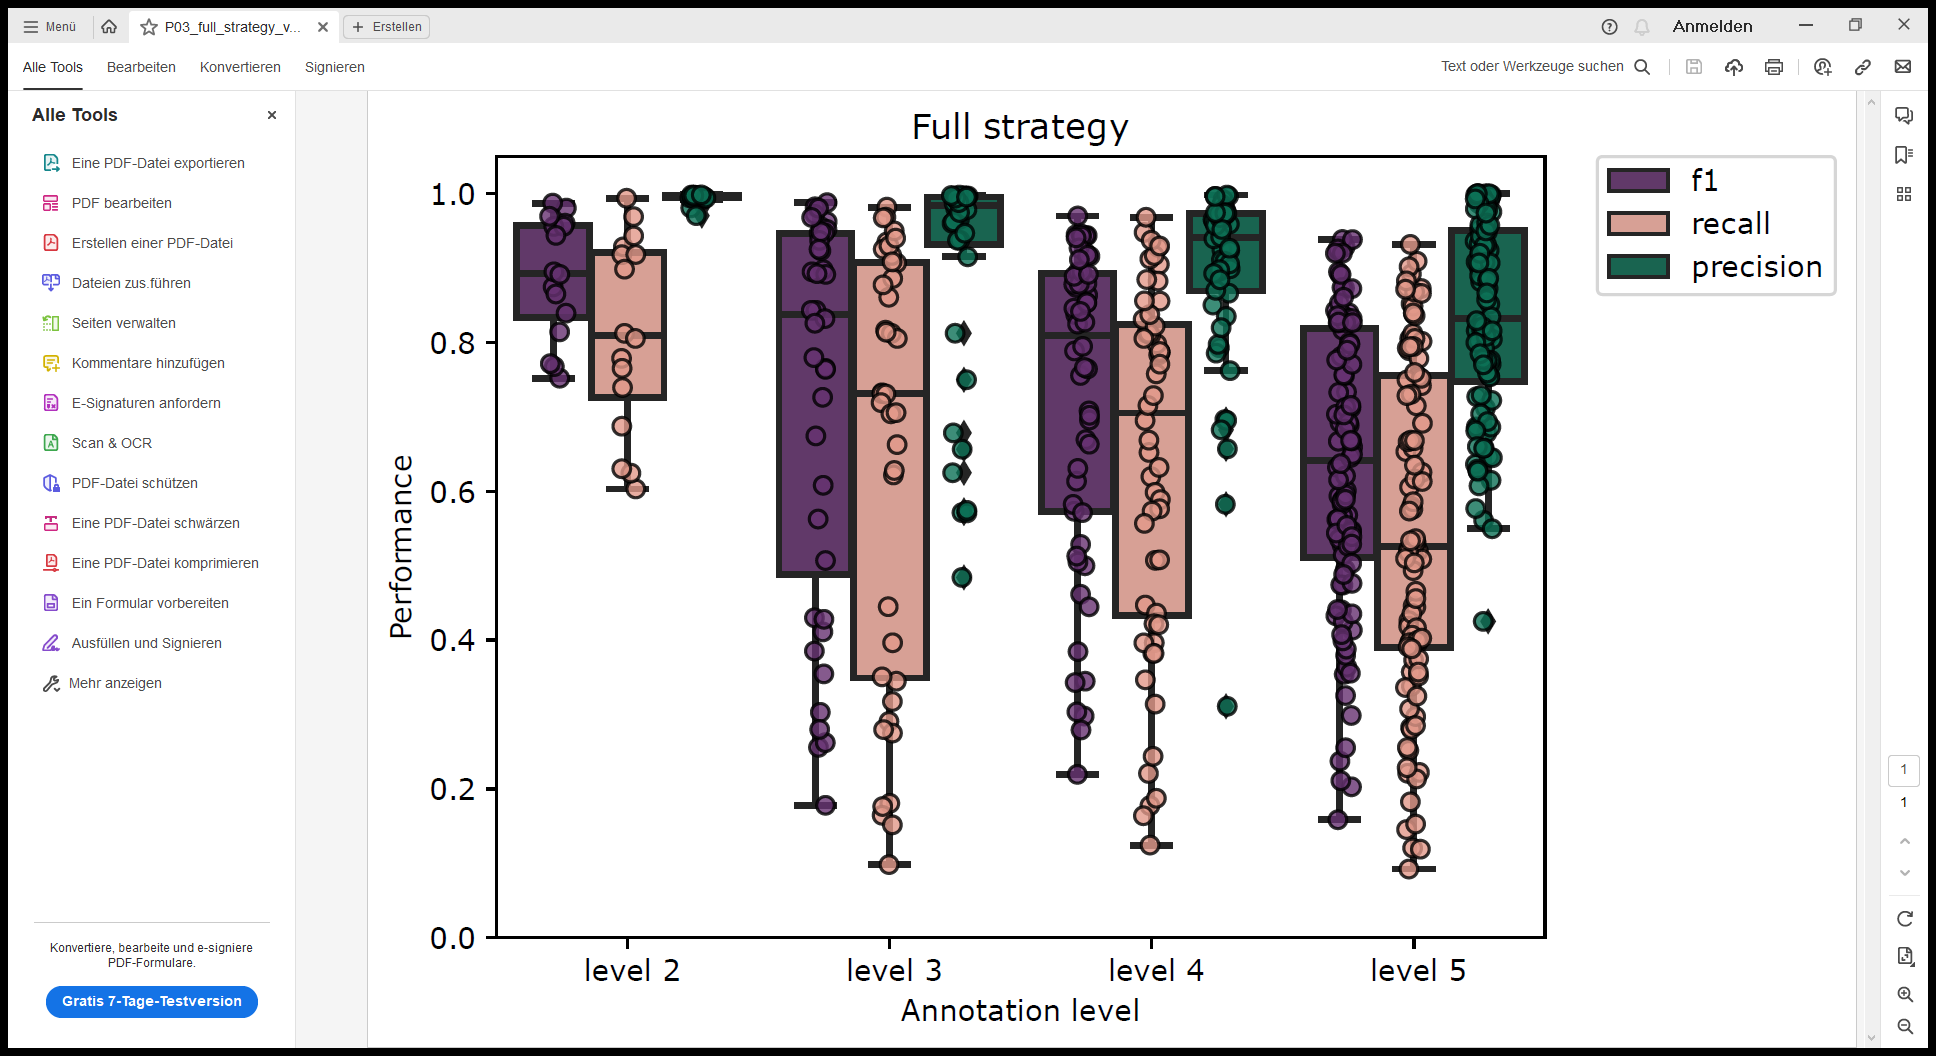 Menü
P03_full_strategy_v...
Erstellen
Anmelden
Alle Tools
Bearbeiten
Konvertieren
Signieren
Text oder Werkzeuge suchen
Alle Tools
Eine PDF-Datei exportieren
PDF bearbeiten
Erstellen einer PDF-Datei
Dateien zus.führen
Seiten verwalten
Kommentare hinzufügen
E-Signaturen anfordern
Scan & OCR
PDF-Datei schützen
Eine PDF-Datei schwärzen
Eine PDF-Datei komprimieren
Ein Formular vorbereiten
Ausfüllen und Signieren
Mehr anzeigen
Konvertiere, bearbeite und e-signiere
PDF-Formulare.
Gratis 7-Tage-Testversion
Full strategy
1.0
0.8
0.6
0.4
0.2
0.0
Performance
level 2
level 3
level 4
level 5
Annotation level
f1
recall
precision
1
1